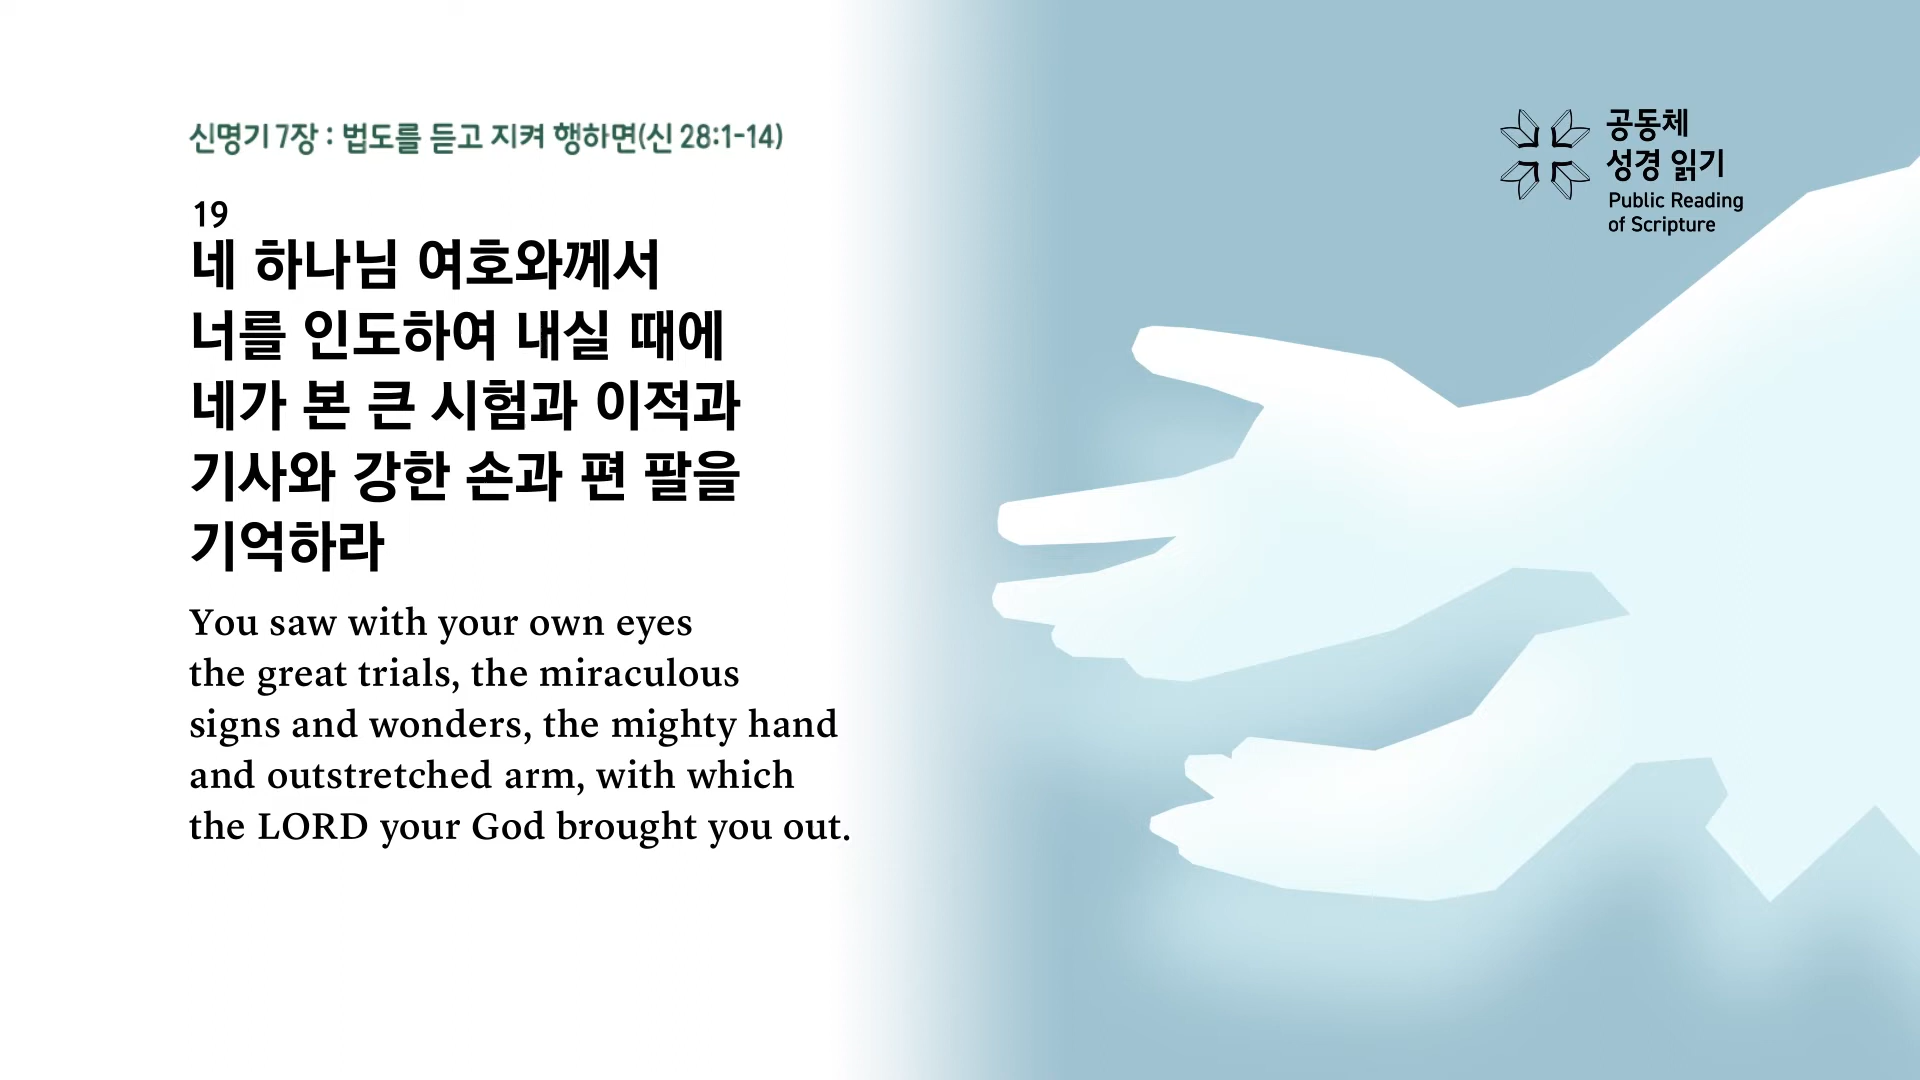 신명기 7장 : 법도를 듣고 지켜 행하면(신 28:1-14)
19
네 하나님 여호와께서
너를 인도하여 내실 때에
네가 본 큰 시험과 이적과
기사와 강한 손과 편 팔을
기억하라
You saw with your own eyes
the great trials, the miraculous
signs and wonders, the mighty hand
and outstretched arm, with which
the LORD your God brought you out.
공동체
성경 읽기
Public Reading
of Scripture